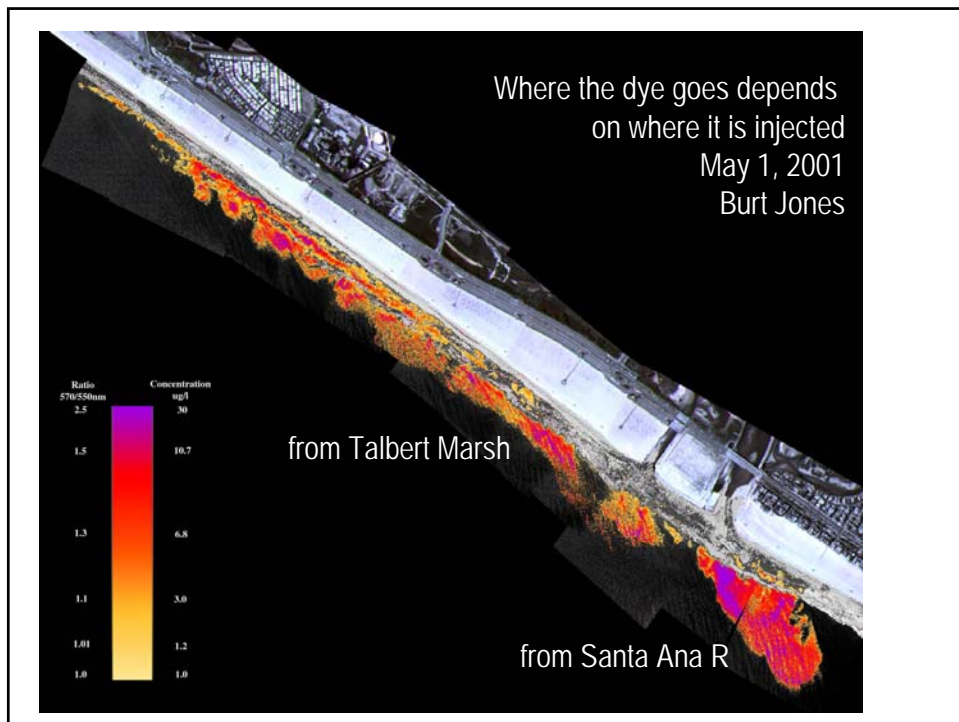 Where the dye goes depends
on where it is injected
May 1, 2001
Burt Jones
Ratio
570/550nm
Concentration
ug/l
2.5 30
1.5 10.7
1.3 6.8
1.1 3.0
1.01 1.2
1.0 1.0
from Talbert Marsh
from Santa Ana R